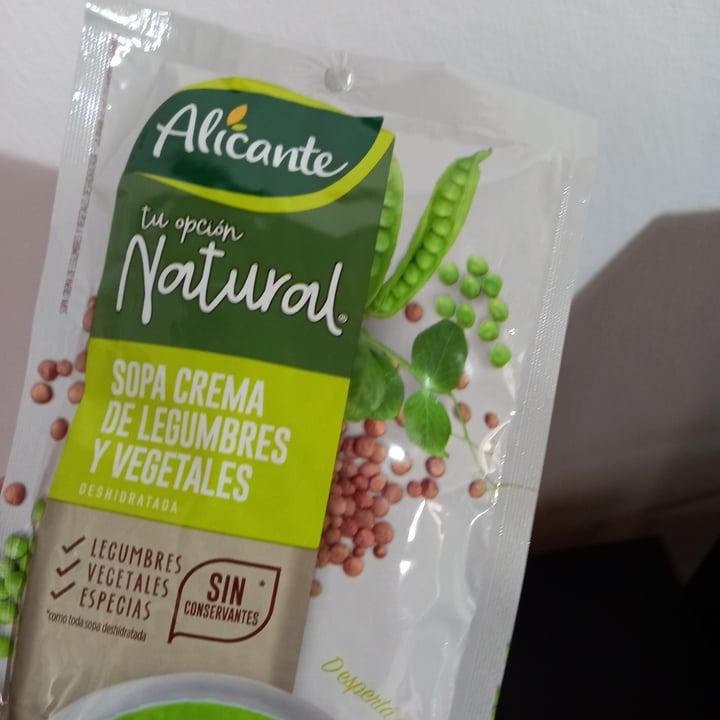 Alicante
tu opción
Natural
SOPA CREMA
DE LEGUMBRES
Y VEGETALES
DESHIDRATADA
LEGUMBRES
VEGETALES
ESPECIAS
*como toda sopa deshidratada
SIN *
CONSERVANTES
Despertá